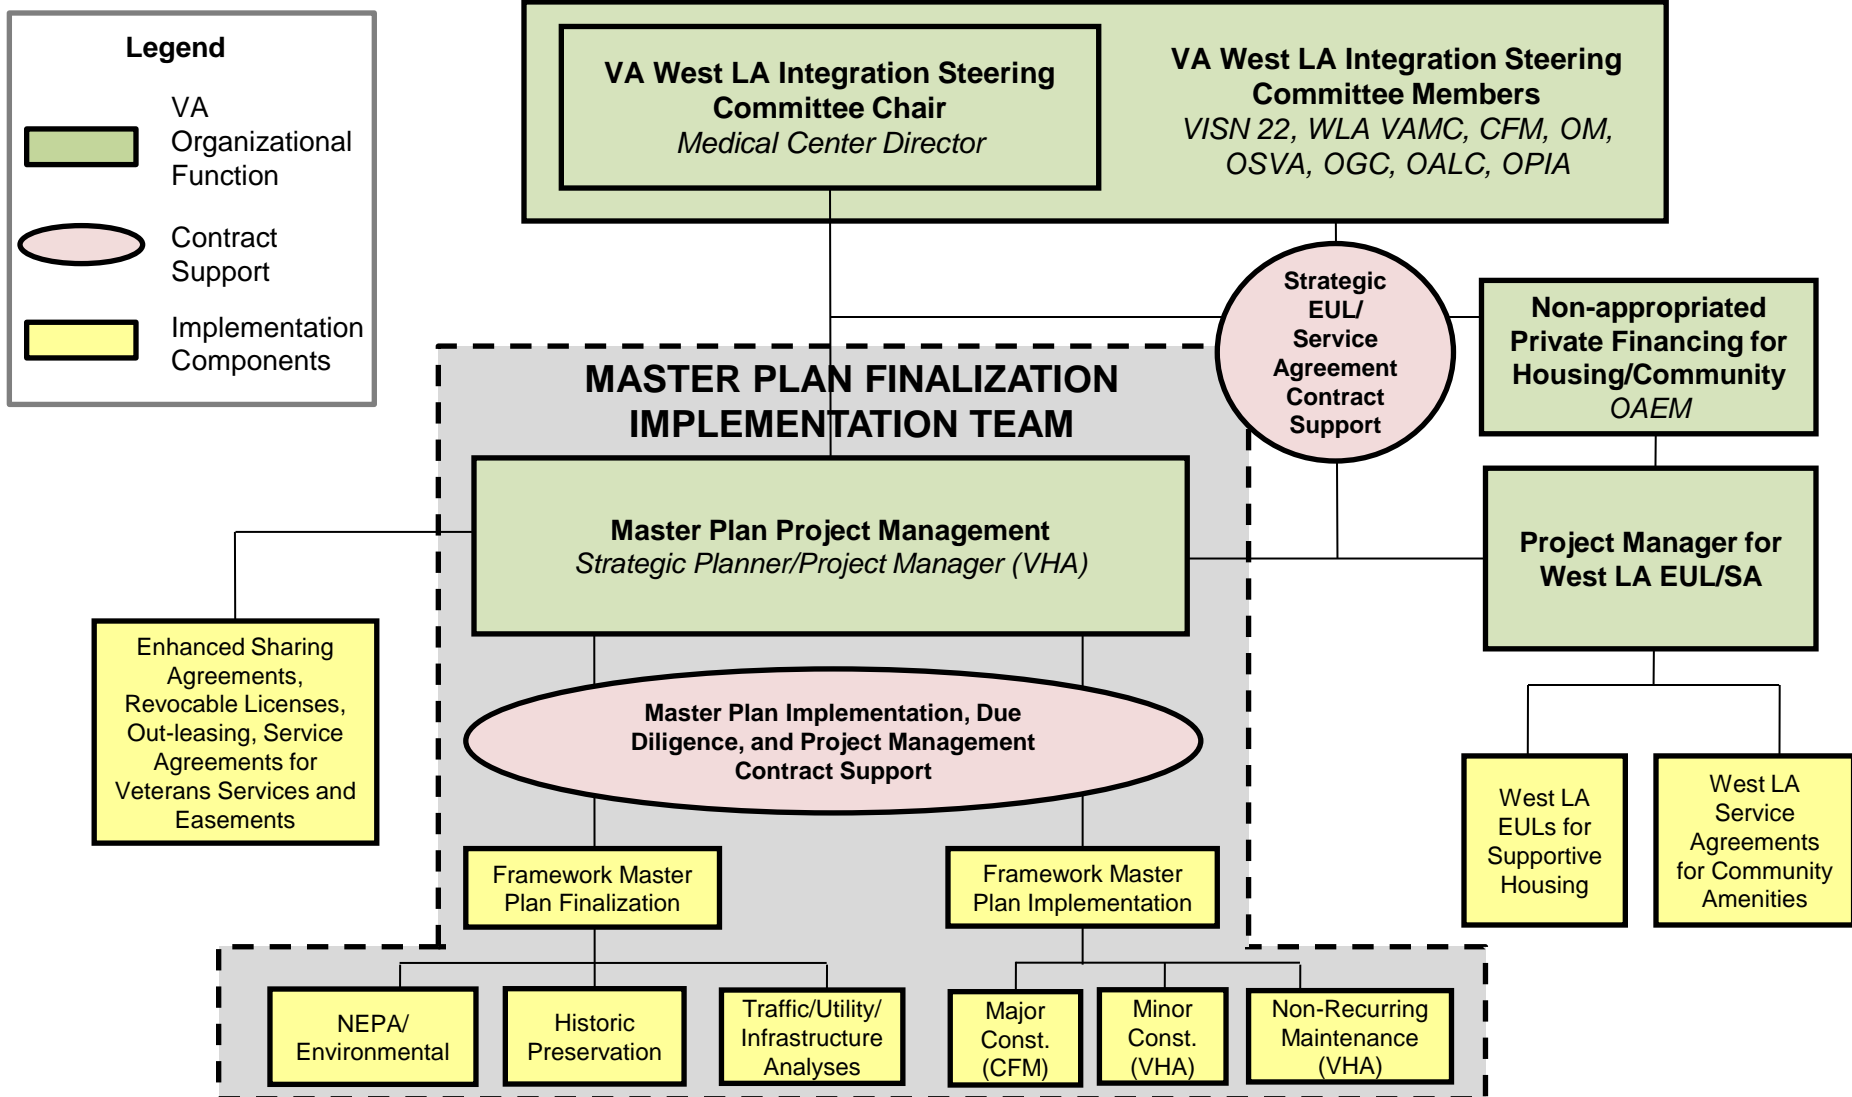 Legend
VA
Organizational
Function
Contract
Support
Implementation
Components
VA West LA Integration Steering
Committee Chair
Medical Center Director
VA West LA Integration Steering
Committee Members
VISN 22, WLA VAMC, CFM, OM,
OSVA, OGC, OALC, OPIA
Strategic
EUL/
Service
Agreement
Contract
Support
Non-appropriated
Private Financing for
Housing/Community
OAEM
MASTER PLAN FINALIZATION
IMPLEMENTATION TEAM
Master Plan Project Management
Strategic Planner/Project Manager (VHA)
Project Manager for
West LA EUL/SA
Enhanced Sharing
Agreements,
Revocable Licenses,
Out-leasing, Service
Agreements for
Veterans Services and
Easements
Master Plan Implementation, Due
Diligence, and Project Management
Contract Support
West LA
EULs for
Supportive
Housing
West LA
Service
Agreements
for Community
Amenities
Framework Master
Plan Finalization
Framework Master
Plan Implementation
NEPA/
Environmental
Historic
Preservation
Traffic/Utility/
Infrastructure
Analyses
Major
Const.
(CFM)
Minor
Const.
(VHA)
Non-Recurring
Maintenance
(VHA)